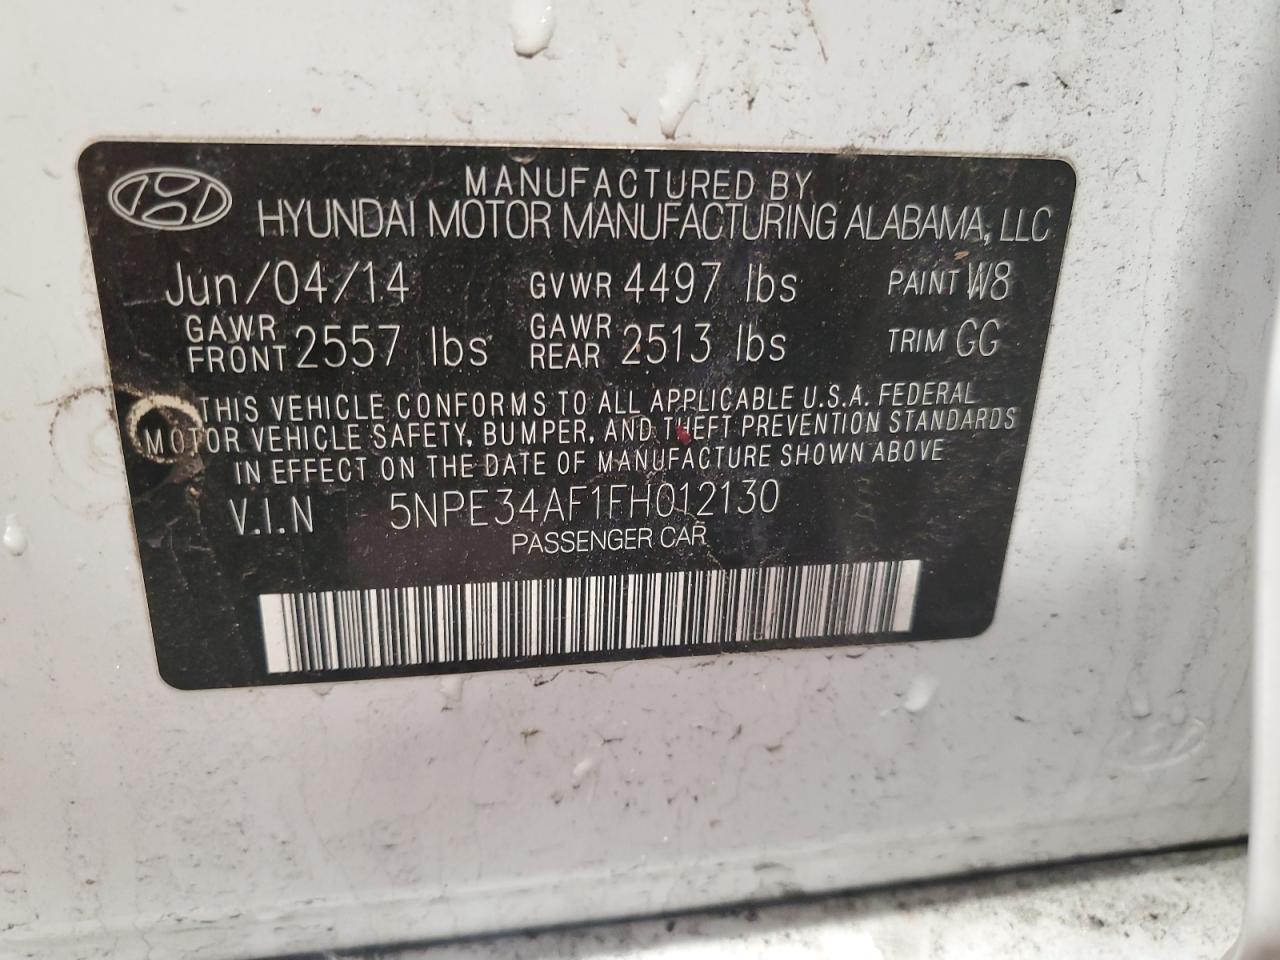 MANUFACTURED BY
HYUNDAI MOTOR MANUFACTURING ALABAMA, LLC
Jun/04/14 GVWR 4497 lbs PAINT W8
GAWR FRONT 2557 lbs GAWR REAR 2513 lbs TRIM GG
THIS VEHICLE CONFORMS TO ALL APPLICABLE U.S.A. FEDERAL
MOTOR VEHICLE SAFETY, BUMPER, AND THEFT PREVENTION STANDARDS
IN EFFECT ON THE DATE OF MANUFACTURE SHOWN ABOVE
V.I.N 5NPE34AF1FH012130
PASSENGER CAR